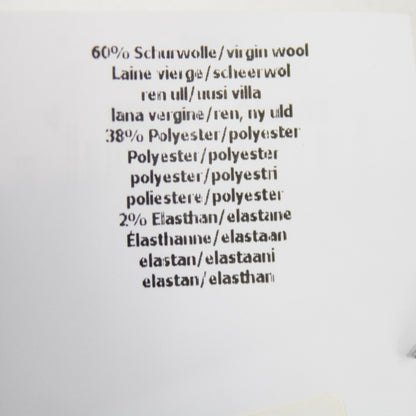 60% Schurwolle/virgin wool
Laine vierge/scheerwol
ren ull/uusi villa
lana vergine/ren, ny uld
38% Polyester/polyester
Polyester/polyester
polyester/polyestri
poliestere/polyester
2% Elasthan/elastane
Élasthanne/elastaan
elastan/elastaani
elastan/elasthan